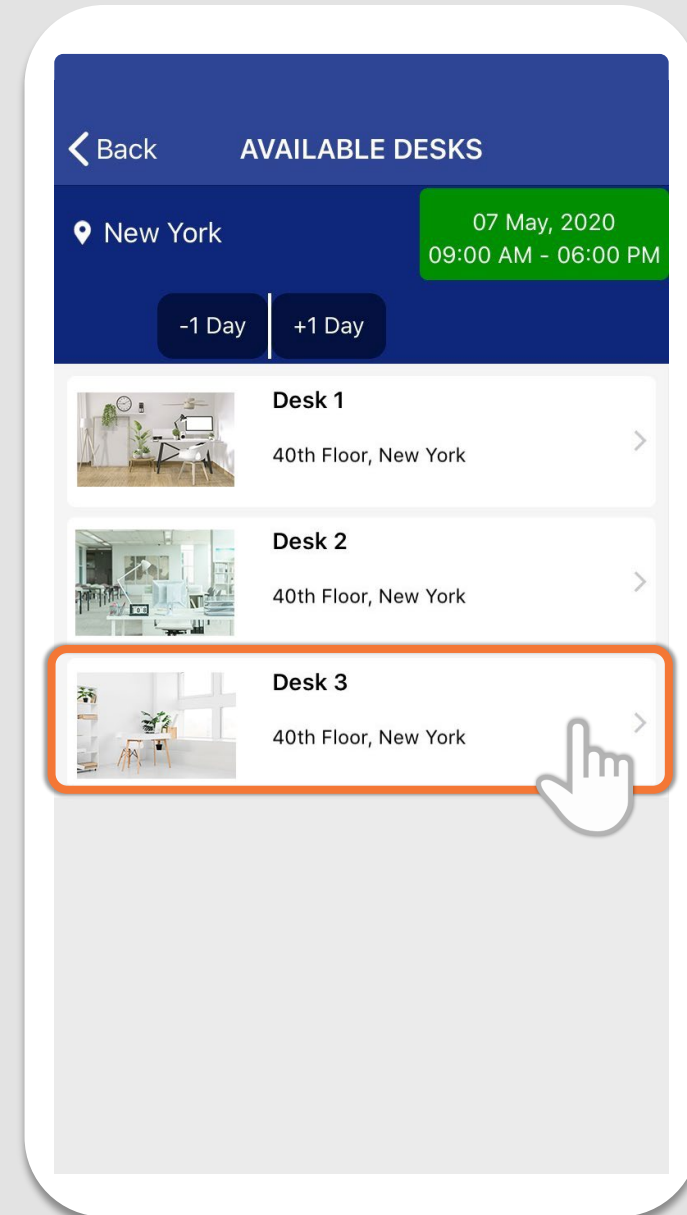 Back
AVAILABLE DESKS
New York
07 May, 2020
09:00 AM - 06:00 PM
-1 Day
+1 Day
Desk 1
40th Floor, New York
Desk 2
40th Floor, New York
Desk 3
40th Floor, New York